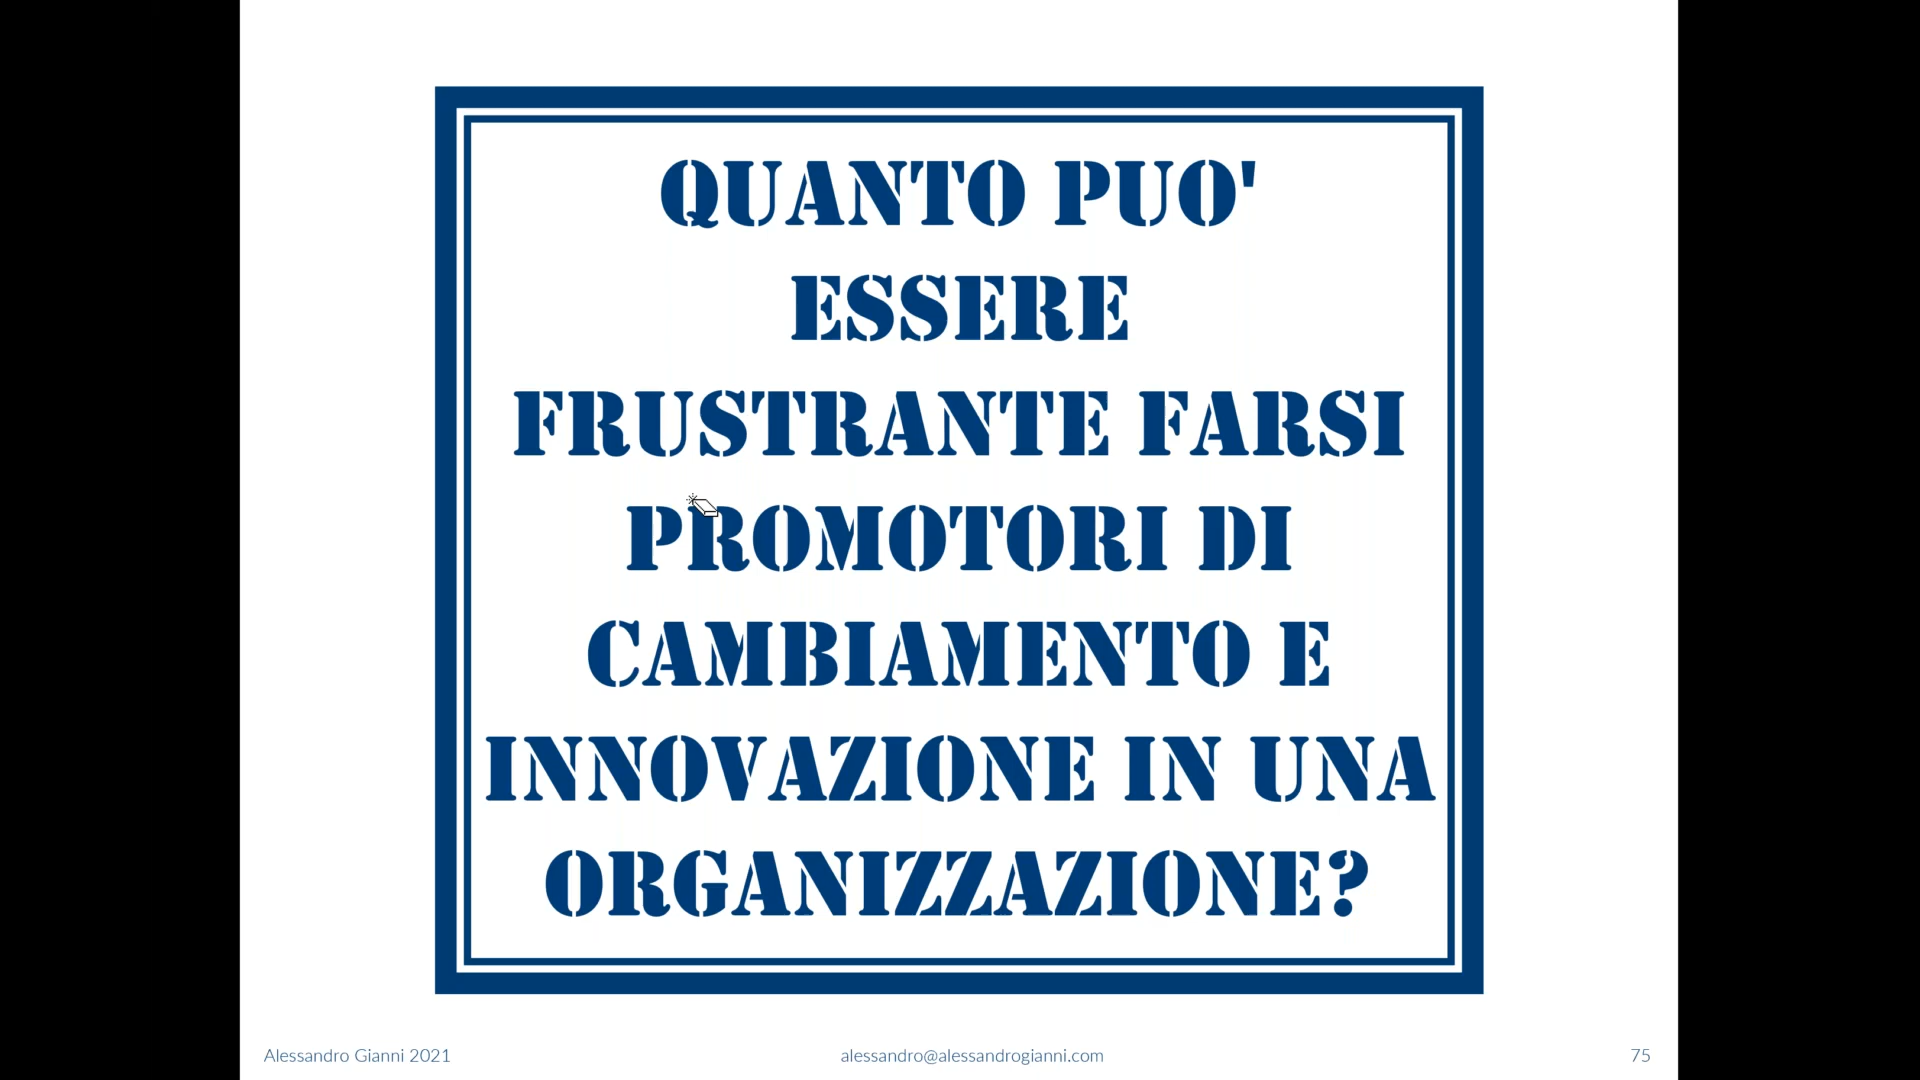 QUANTO PUO'
ESSERE
FRUSTRANTE FARSI
PROMOTORI DI
CAMBIAMENTO E
INNOVAZIONE IN UNA
ORGANIZZAZIONE?
Alessandro Gianni 2021
alessandro@alessandrogianni.com
75